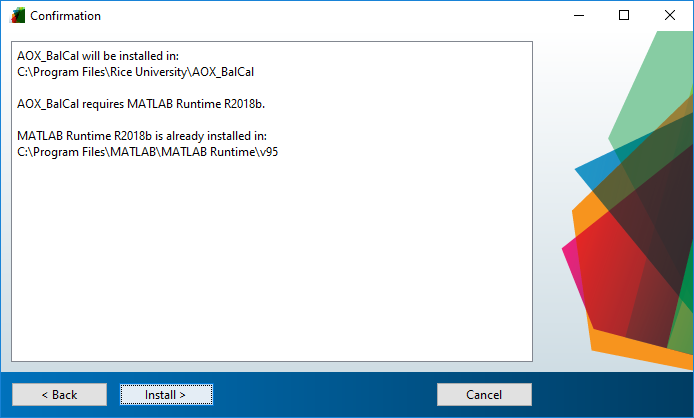 Confirmation
AOX_BalCal will be installed in:
C:\Program Files\Rice University\AOX_BalCal
AOX_BalCal requires MATLAB Runtime R2018b.
MATLAB Runtime R2018b is already installed in:
C:\Program Files\MATLAB\MATLAB Runtime\v95
< Back
Install >
Cancel